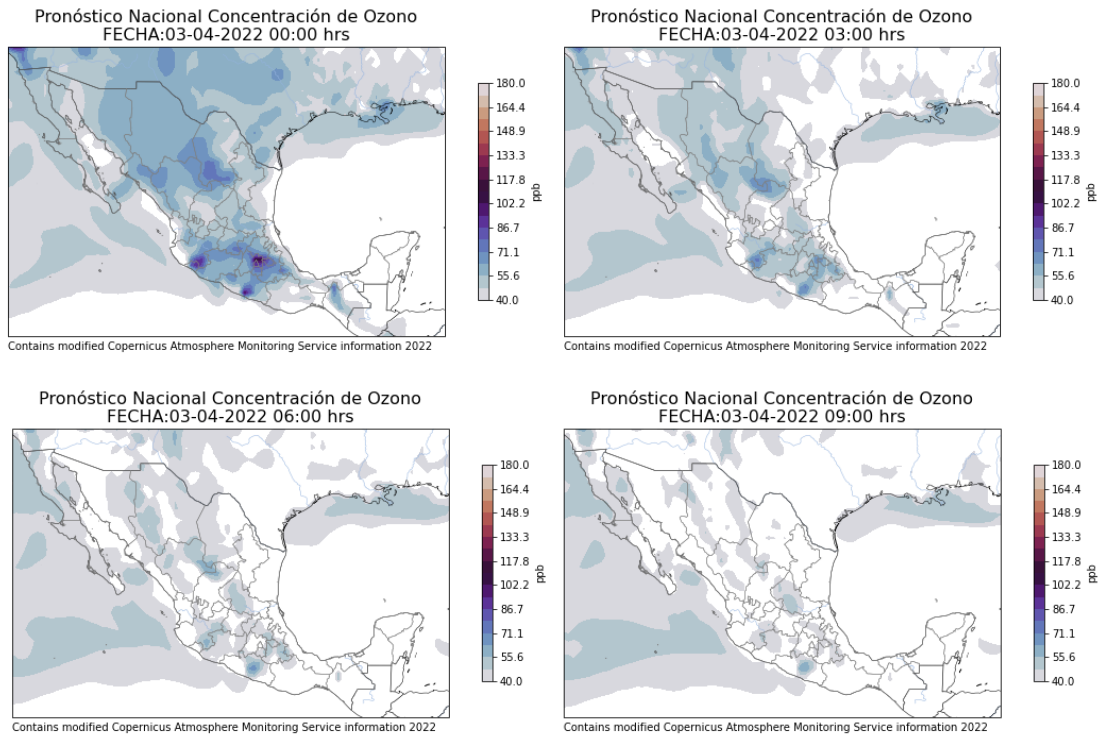 Pronóstico Nacional Concentración de Ozono
FECHA:03-04-2022 00:00 hrs
180.0
164.4
148.9
133.3
117.8
102.2
86.7
71.1
55.6
40.0
ppb
Contains modified Copernicus Atmosphere Monitoring Service information 2022
Pronóstico Nacional Concentración de Ozono
FECHA:03-04-2022 03:00 hrs
180.0
164.4
148.9
133.3
117.8
102.2
86.7
71.1
55.6
40.0
ppb
Contains modified Copernicus Atmosphere Monitoring Service information 2022
Pronóstico Nacional Concentración de Ozono
FECHA:03-04-2022 06:00 hrs
180.0
164.4
148.9
133.3
117.8
102.2
86.7
71.1
55.6
40.0
ppb
Contains modified Copernicus Atmosphere Monitoring Service information 2022
Pronóstico Nacional Concentración de Ozono
FECHA:03-04-2022 09:00 hrs
180.0
164.4
148.9
133.3
117.8
102.2
86.7
71.1
55.6
40.0
ppb
Contains modified Copernicus Atmosphere Monitoring Service information 2022